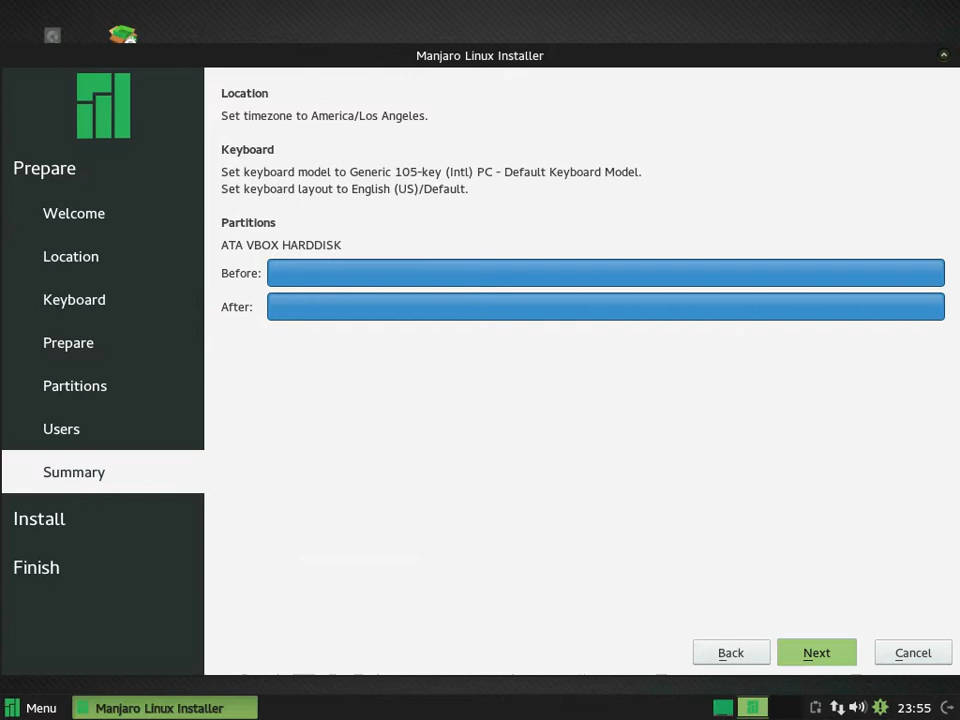 Manjaro Linux Installer
Prepare
Welcome
Location
Keyboard
Prepare
Partitions
Users
Summary
Install
Finish
Location
Set timezone to America/Los Angeles.
Keyboard
Set keyboard model to Generic 105-key (Intl) PC - Default Keyboard Model.
Set keyboard layout to English (US)/Default.
Partitions
ATA VBOX HARDDISK
Before:
After:
Back
Next
Cancel
Menu
Manjaro Linux Installer
23:55